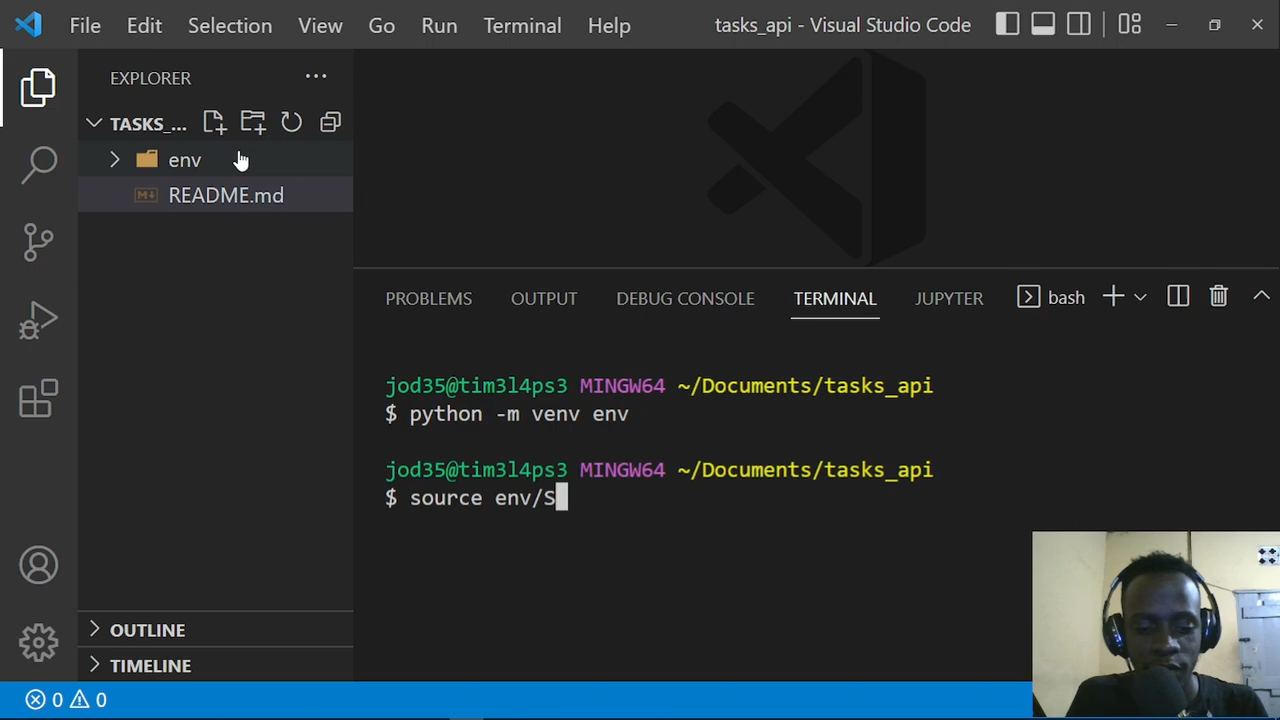 File Edit Selection View Go Run Terminal Help tasks_api - Visual Studio Code
EXPLORER
TASKS_...
env
README.md
PROBLEMS OUTPUT DEBUG CONSOLE TERMINAL JUPYTER bash
jod35@tim3l4ps3 MINGW64 ~/Documents/tasks_api
$ python -m venv env
jod35@tim3l4ps3 MINGW64 ~/Documents/tasks_api
$ source env/S
OUTLINE
TIMELINE
0 0